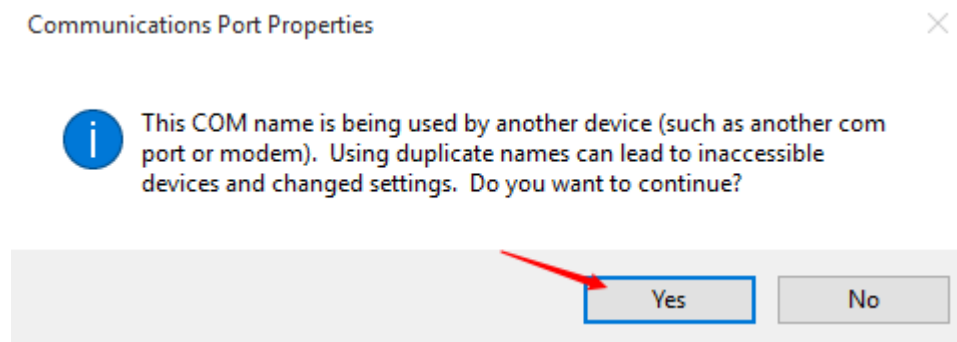 Communications Port Properties
This COM name is being used by another device (such as another com
port or modem).  Using duplicate names can lead to inaccessible
devices and changed settings.  Do you want to continue?
Yes
No